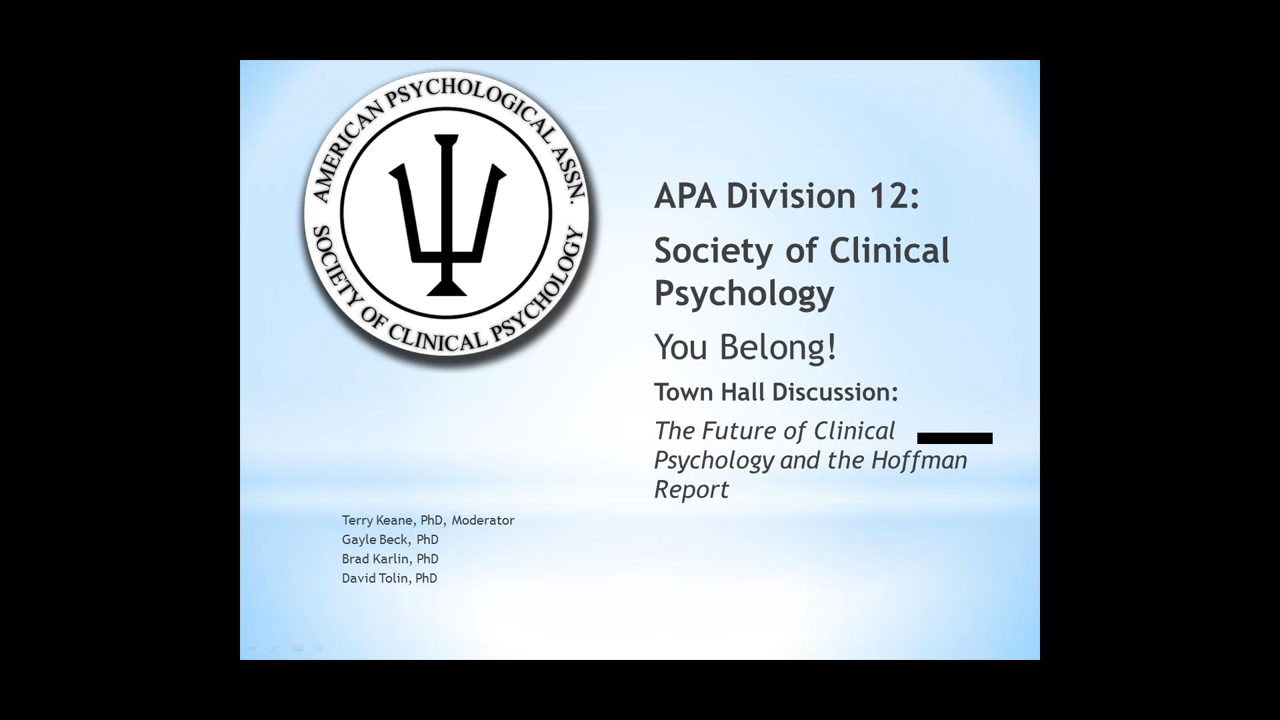 AMERICAN PSYCHOLOGICAL ASSN.
SOCIETY OF CLINICAL PSYCHOLOGY
APA Division 12:
Society of Clinical
Psychology
You Belong!
Town Hall Discussion:
The Future of Clinical
Psychology and the Hoffman
Report
Terry Keane, PhD, Moderator
Gayle Beck, PhD
Brad Karlin, PhD
David Tolin, PhD